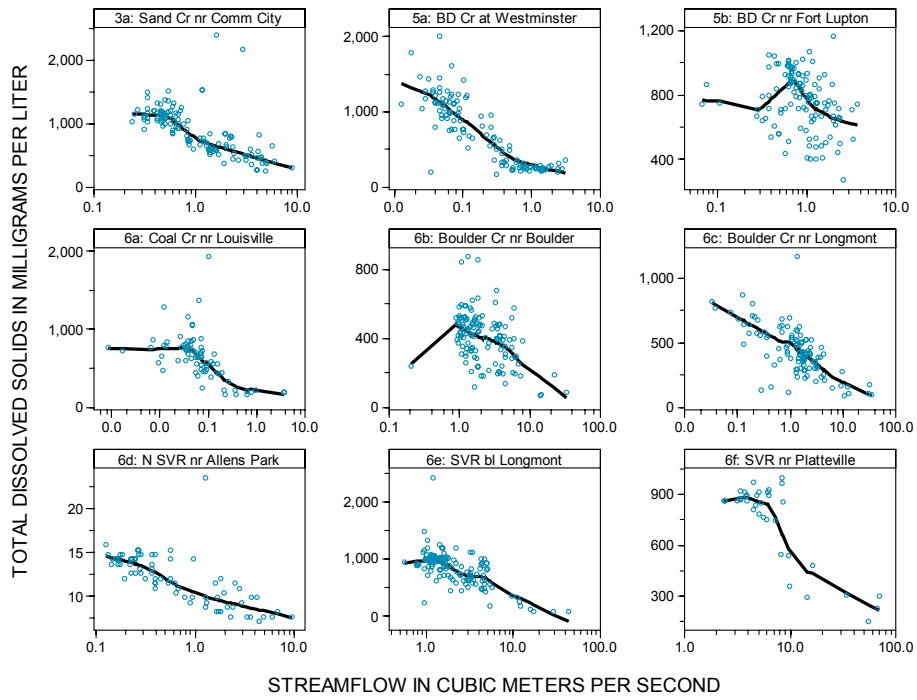 TOTAL DISSOLVED SOLIDS IN MILLIGRAMS PER LITER
3a: Sand Cr nr Comm City
2,000
1,000
0
0.1 1.0 10.0
5a: BD Cr at Westminster
2,000
1,000
0
0.0 0.1 1.0 10.0
5b: BD Cr nr Fort Lupton
1,200
800
400
0.1 1.0 10.0
6a: Coal Cr nr Louisville
2,000
1,000
0
0.0 0.0 0.1 1.0 10.0
6b: Boulder Cr nr Boulder
800
400
0
0.1 1.0 10.0 100.0
6c: Boulder Cr nr Longmont
1,000
500
0
0.0 0.1 1.0 10.0 100.0
6d: N SVR nr Allens Park
20
15
10
0.1 1.0 10.0
6e: SVR bl Longmont
2,000
1,000
0
1.0 10.0 100.0
6f: SVR nr Platteville
900
600
300
1.0 10.0 100.0
STREAMFLOW IN CUBIC METERS PER SECOND